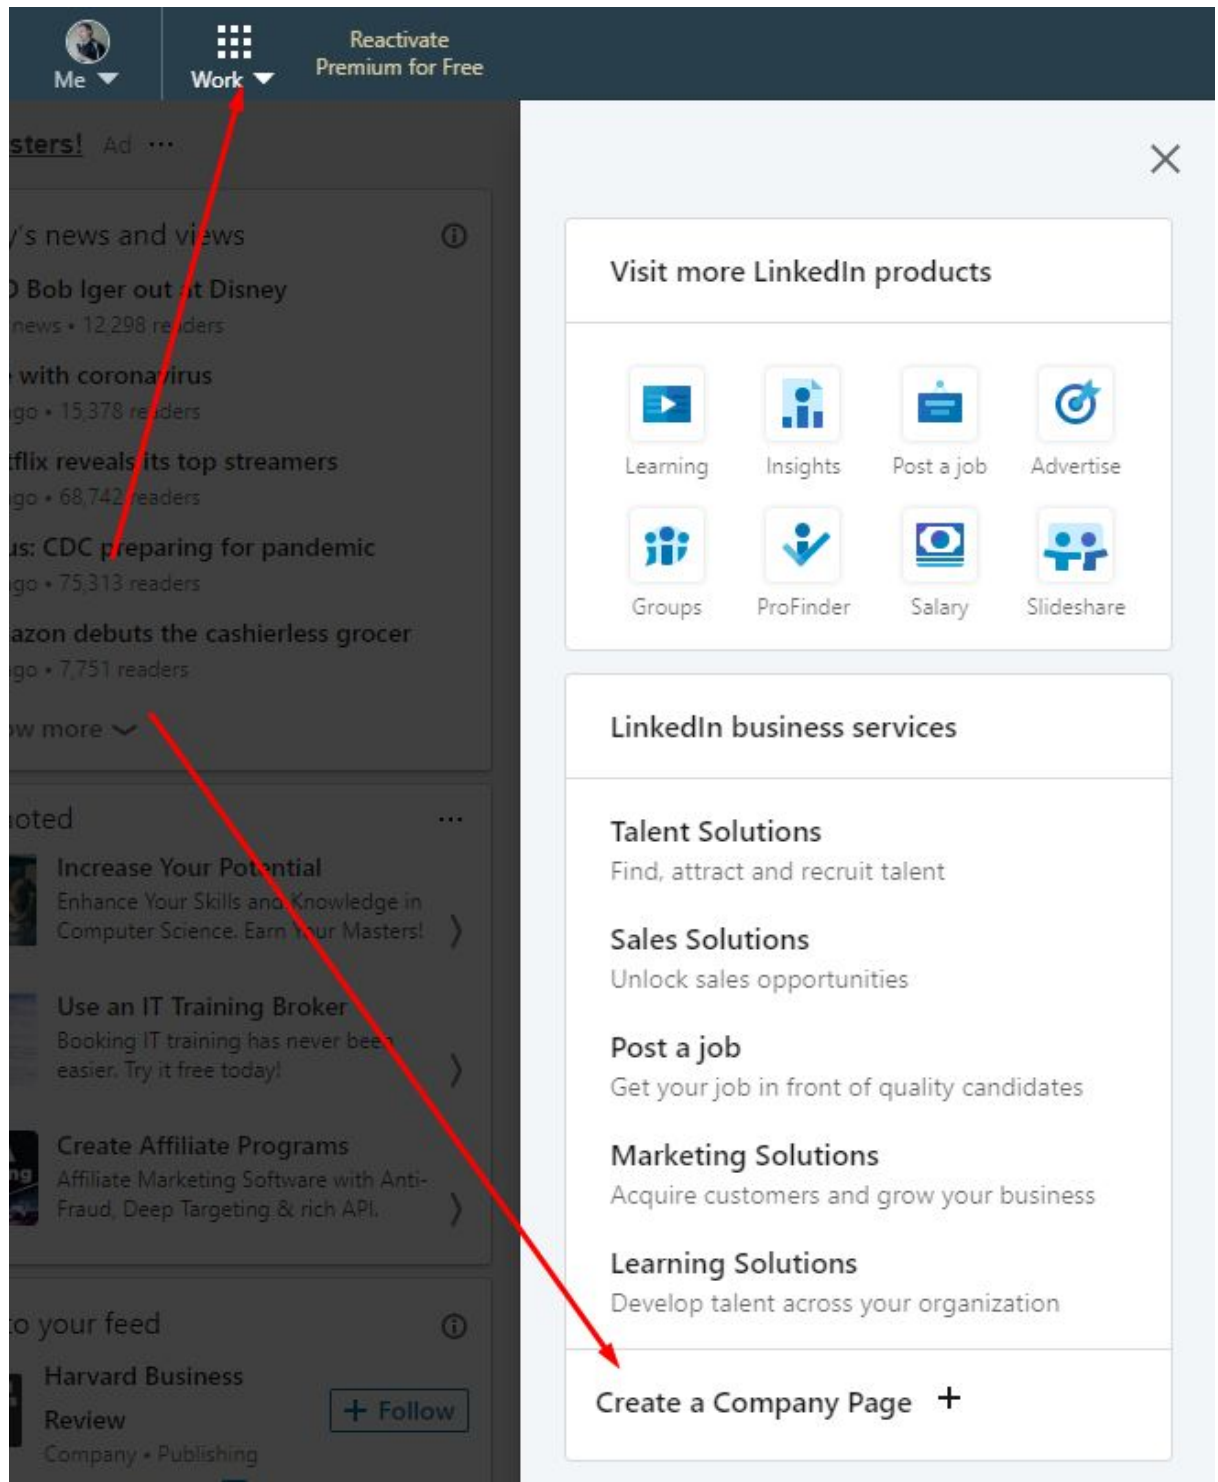 Me
Work
Reactivate
Premium for Free
sters! Ad ...
y's news and views
Bob Iger out at Disney
news • 12,298 readers
with coronavirus
ago • 15,378 readers
tflix reveals its top streamers
ago • 68,742 readers
us: CDC preparing for pandemic
ago • 75,313 readers
azon debuts the cashierless grocer
ago • 7,751 readers
ow more
oted
Increase Your Potential
Enhance Your Skills and Knowledge in
Computer Science. Earn Your Masters!
Use an IT Training Broker
Booking IT training has never been
easier. Try it free today!
Create Affiliate Programs
Affiliate Marketing Software with Anti-
Fraud, Deep Targeting & rich API.
to your feed
Harvard Business
Review
Company • Publishing
+ Follow
Visit more LinkedIn products
Learning
Insights
Post a job
Advertise
Groups
ProFinder
Salary
Slideshare
LinkedIn business services
Talent Solutions
Find, attract and recruit talent
Sales Solutions
Unlock sales opportunities
Post a job
Get your job in front of quality candidates
Marketing Solutions
Acquire customers and grow your business
Learning Solutions
Develop talent across your organization
Create a Company Page +